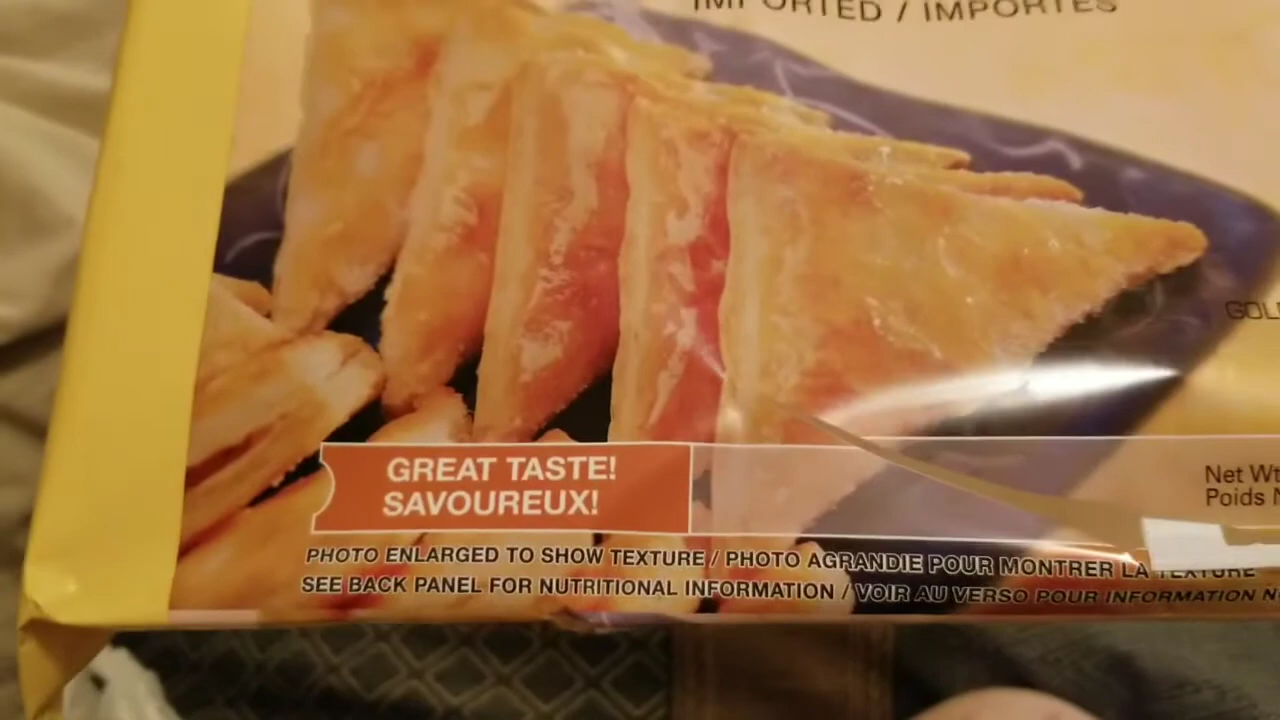 IMPORTED / IMPORTÉS
GREAT TASTE!
SAVOUREUX!
Net Wt
Poids
PHOTO ENLARGED TO SHOW TEXTURE / PHOTO AGRANDIE POUR MONTRER LA TEXTURE
SEE BACK PANEL FOR NUTRITIONAL INFORMATION / VOIR AU VERSO POUR INFORMATION